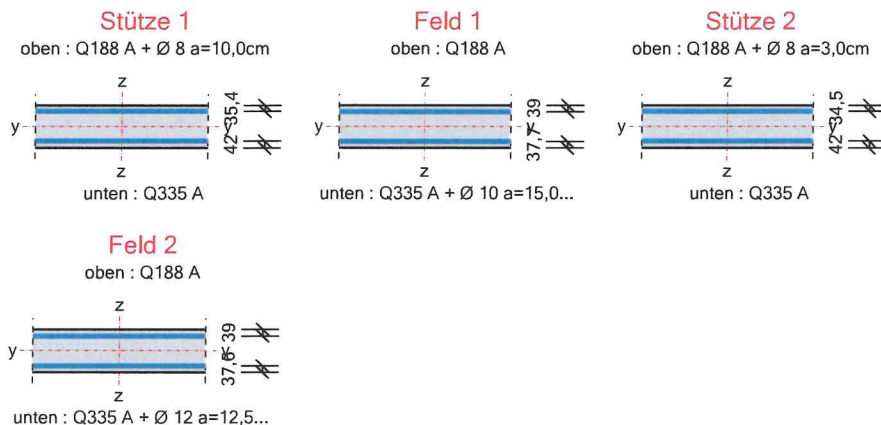 Stütze 1
oben : Q188 A + Ø 8 a=10,0cm
z
35,4
y
y
42
z
unten : Q335 A
Feld 1
oben : Q188 A
z
39
y
y
37,7
z
unten : Q335 A + Ø 10 a=15,0...
Stütze 2
oben : Q188 A + Ø 8 a=3,0cm
z
34,5
y
y
42
z
unten : Q335 A
Feld 2
oben : Q188 A
z
39
y
y
37,6
z
unten : Q335 A + Ø 12 a=12,5...